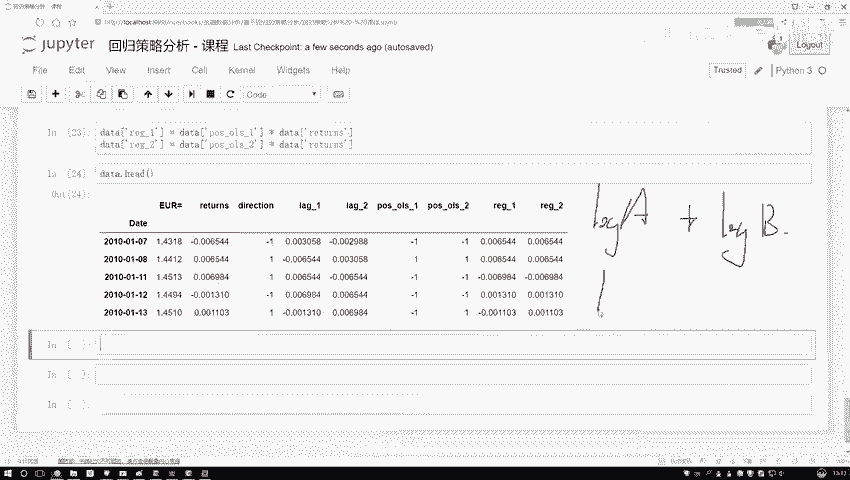 jupyter 回归策略分析 - 课程 Last Checkpoint: a few seconds ago (autosaved)
Logout
File Edit View Insert Cell Kernel Widgets Help
Trusted
Python 3
Code
In [23]: data['reg_1'] = data['pos_ols_1'] * data['returns']
data['reg_2'] = data['pos_ols_2'] * data['returns']
In [24]: data.head()
Out[24]:
EUR= returns direction lag_1 lag_2 pos_ols_1 pos_ols_2 reg_1 reg_2
Date
2010-01-07 1.4318 -0.006544 -1 0.003058 -0.002988 -1 -1 0.006544 0.006544
2010-01-08 1.4412 0.006544 1 -0.006544 0.003058 1 1 0.006544 0.006544
2010-01-11 1.4513 0.006984 1 0.006544 -0.006544 -1 -1 -0.006984 -0.006984
2010-01-12 1.4494 -0.001310 -1 0.006984 0.006544 -1 -1 0.001310 0.001310
2010-01-13 1.4510 0.001103 1 -0.001310 0.006984 -1 1 -0.001103 0.001103
log A + log B.
In [ ]:
In [ ]:
In [ ]: